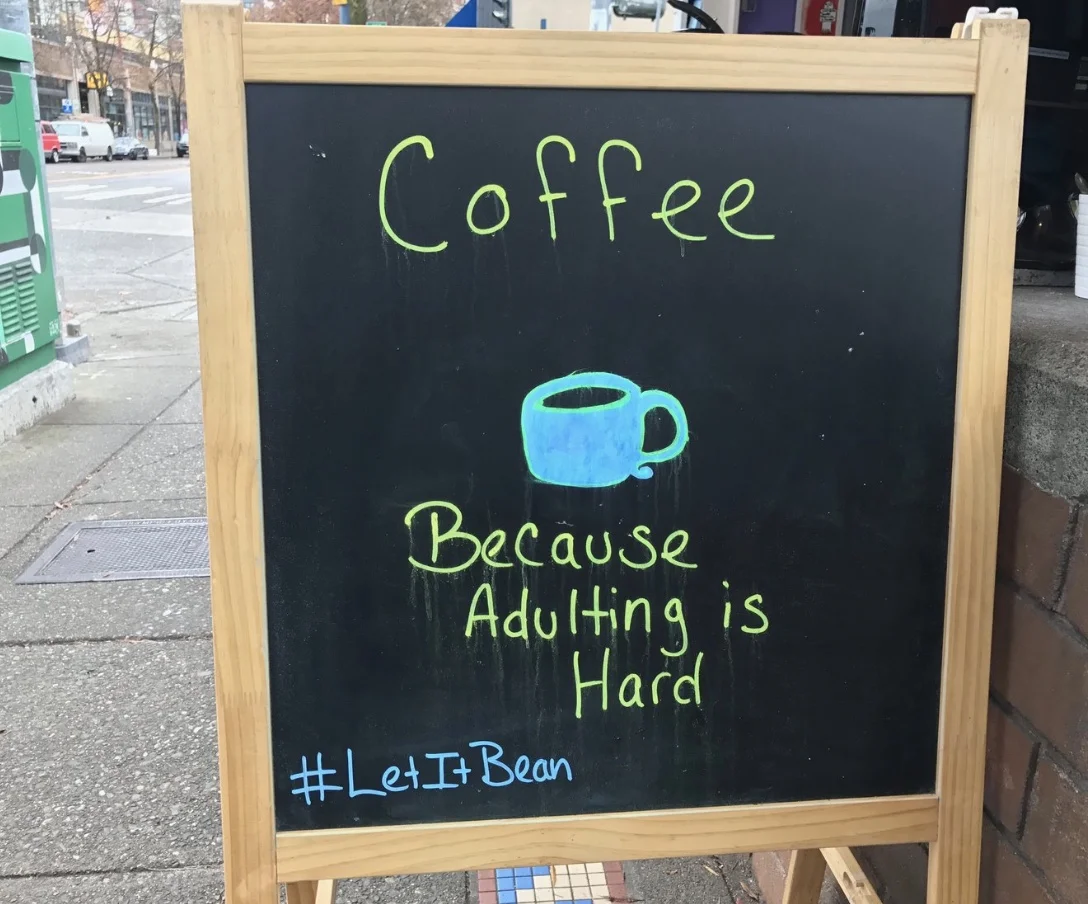 Coffee
Because
Adulting is
Hard
#LetItBean